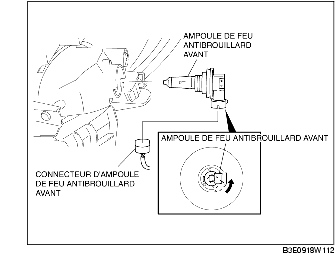 AMPOULE DE FEU
ANTIBROUILLARD
AVANT
AMPOULE DE FEU ANTIBROUILLARD AVANT
CONNECTEUR D'AMPOULE
DE FEU ANTIBROUILLARD
AVANT
B3E0918W112